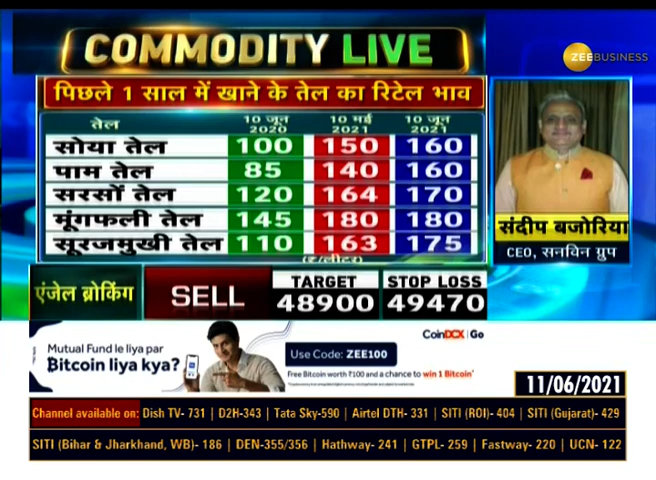 COMMODITY LIVE
ZEEBUSINESS
पिछले 1 साल में खाने के तेल का रिटेल भाव
तेल 10 जून 2020 10 मई 2021 10 जून 2021
सोया तेल 100 150 160
पाम तेल 85 140 160
सरसों तेल 120 164 170
मूंगफली तेल 145 180 180
सूरजमुखी तेल 110 163 175
(₹/लीटर)
संदीप बजोरिया
CEO, सनविन ग्रुप
एंजेल ब्रोकिंग SELL TARGET 48900 STOP LOSS 49470
Mutual Fund le liya par
Bitcoin liya kya?
CoinDCX Go
Use Code: ZEE100
Free Bitcoin worth ₹100 and a chance to win 1 Bitcoin*
11/06/2021
Channel available on: Dish TV- 731 | D2H-343 | Tata Sky-590 | Airtel DTH- 331 | SITI (ROI)- 404 | SITI (Gujarat)- 429
SITI (Bihar & Jharkhand, WB)- 186 | DEN-355/356 | Hathway- 241 | GTPL- 259 | Fastway- 220 | UCN- 122